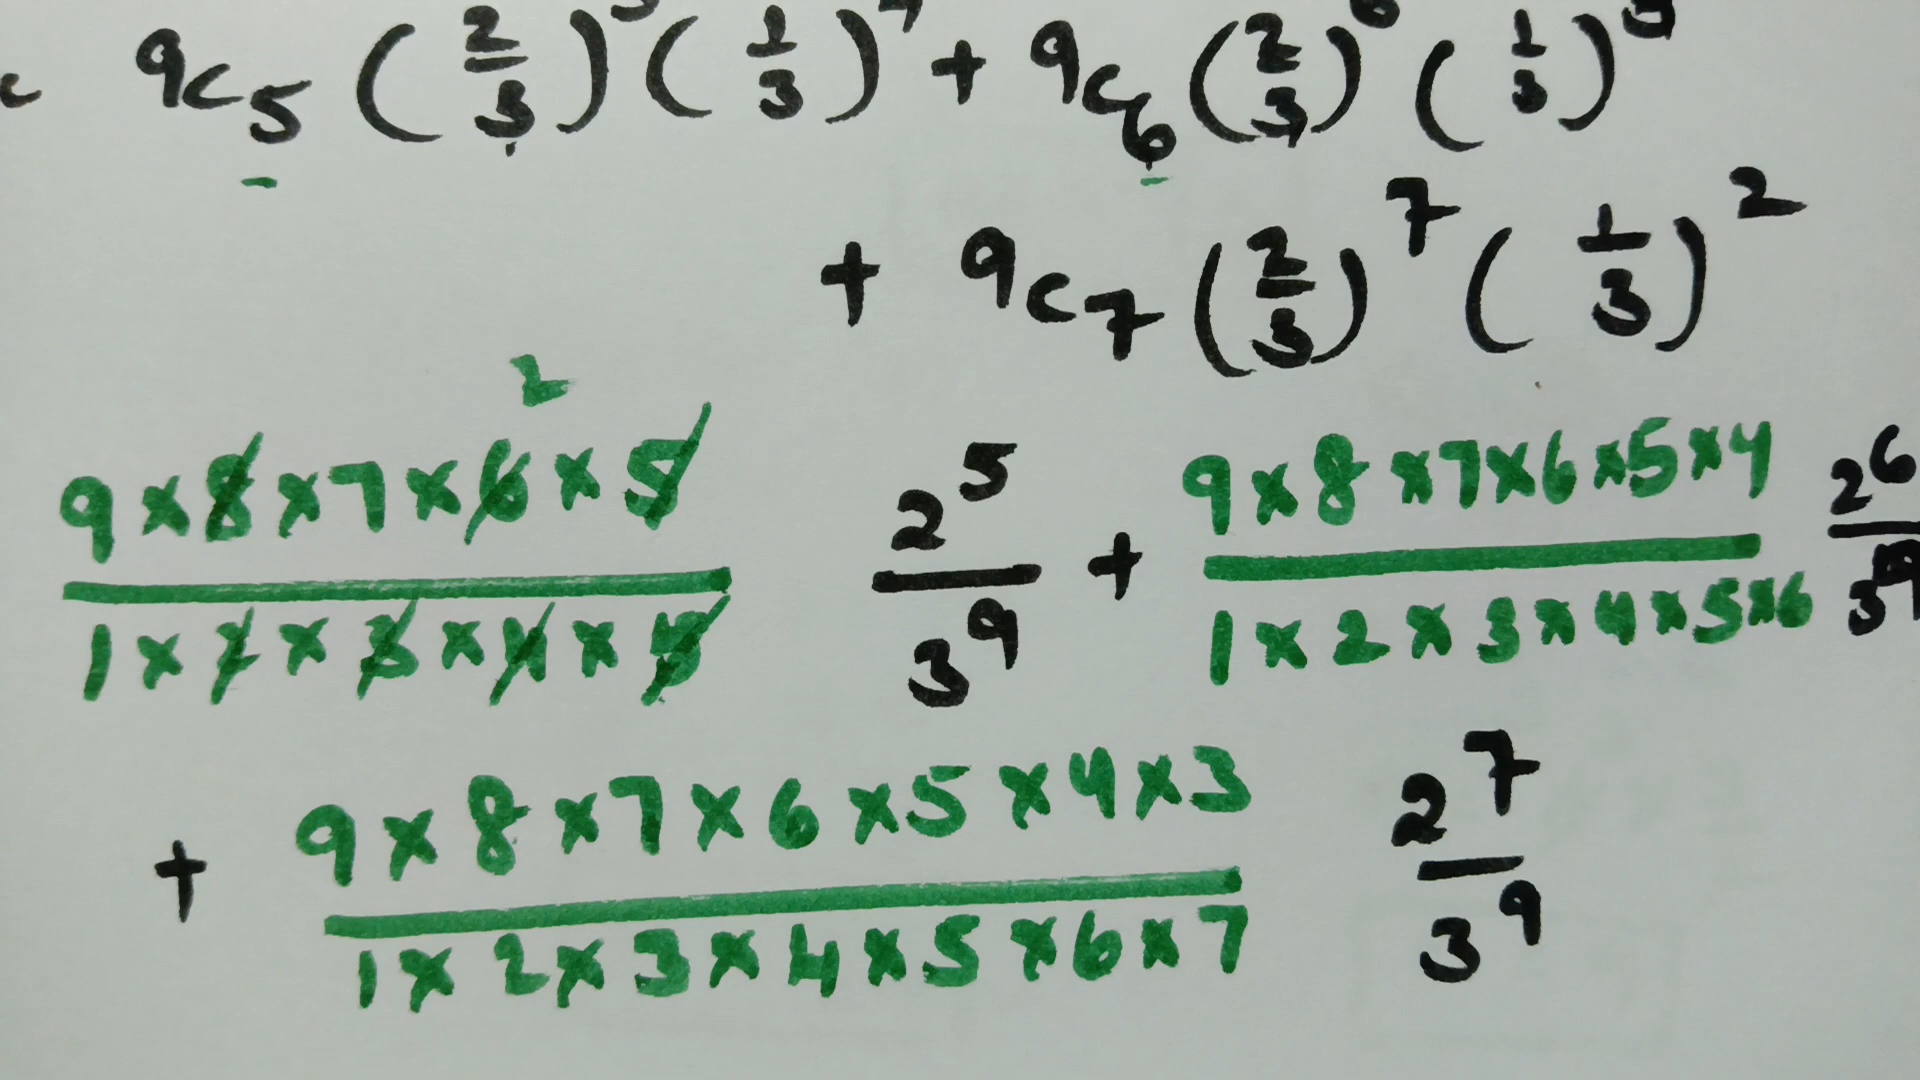 9C5 (2/3)^5 (1/3)^4 + 9C6 (2/3)^6 (1/3)^3
+ 9C7 (2/3)^7 (1/3)^2
2
9×8×7×6×5 2^5 + 9×8×7×6×5×4 2^6
1×2×3×4×5 3^9 1×2×3×4×5×6 3^9
+ 9×8×7×6×5×4×3 2^7
1×2×3×4×5×6×7 3^9